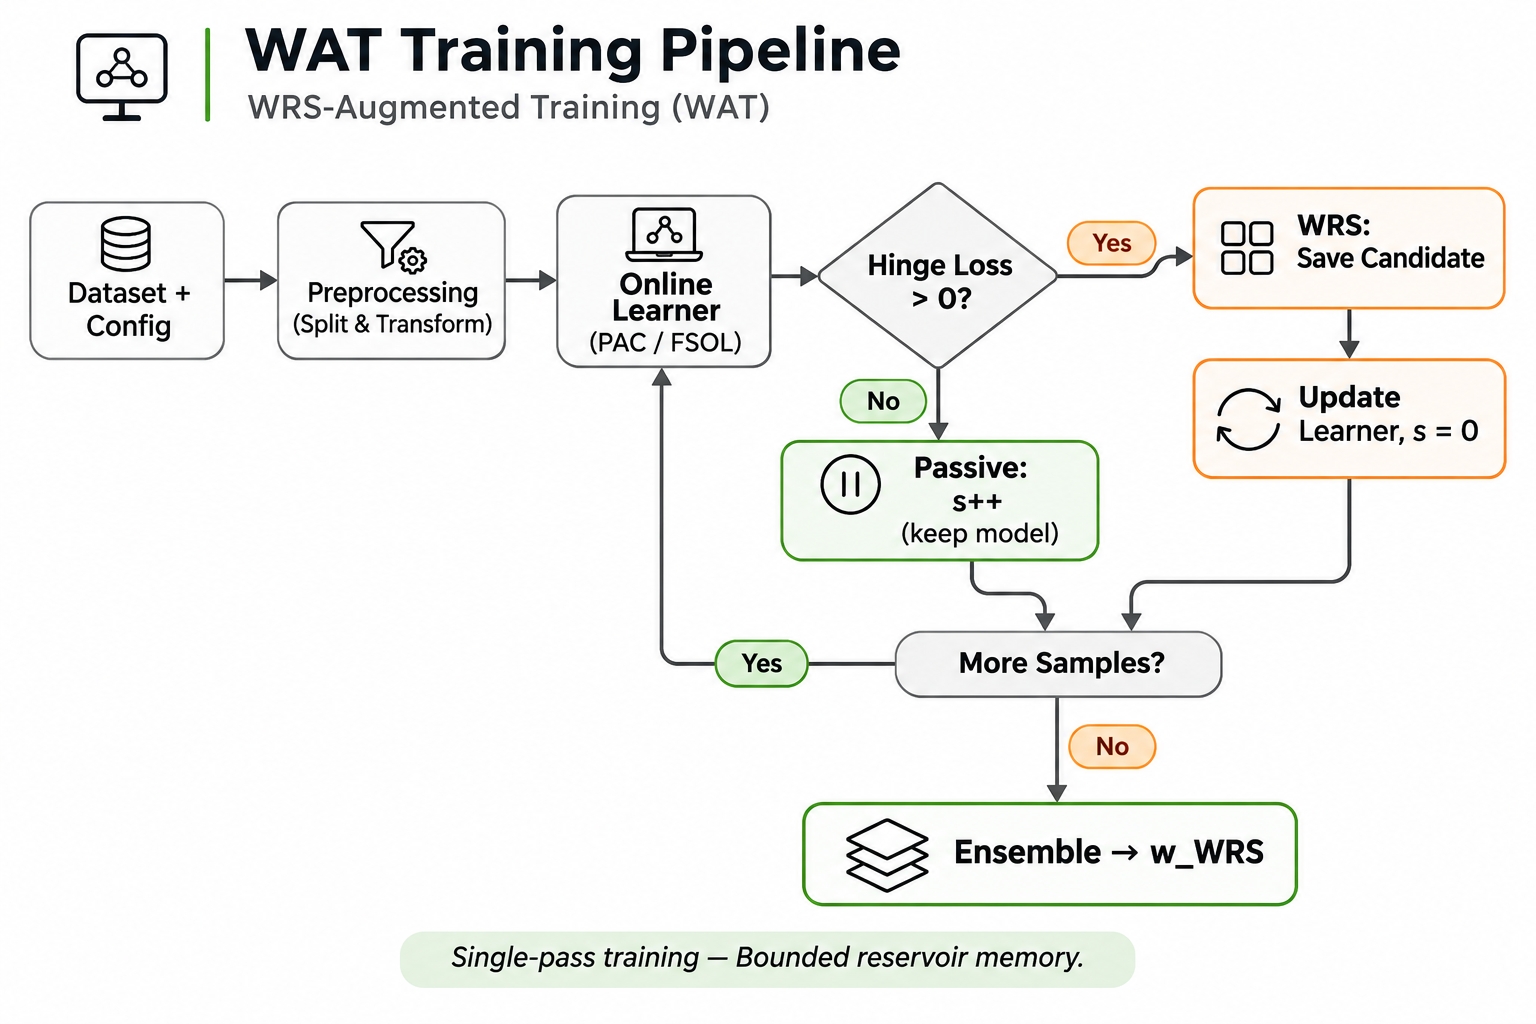 WAT Training Pipeline
WRS-Augmented Training (WAT)
Dataset +
Config
Preprocessing
(Split & Transform)
Online
Learner
(PAC / FSOL)
Hinge Loss
> 0?
Yes
WRS:
Save Candidate
Update
Learner, s = 0
No
Passive:
s++
(keep model)
More Samples?
Yes
No
Ensemble → w_WRS
Single-pass training — Bounded reservoir memory.